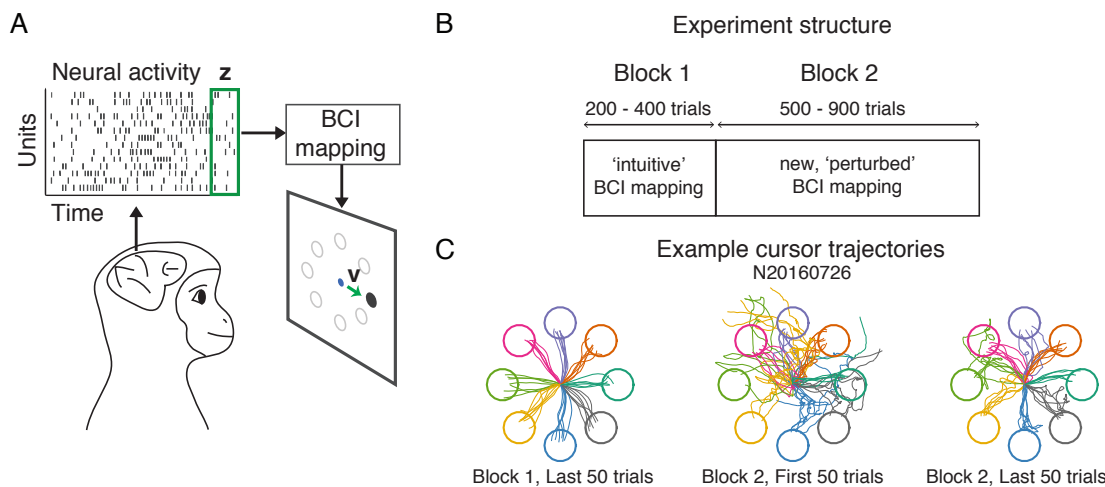 A
Neural activity
z
Units
Time
BCI
mapping
v
B
Experiment structure
Block 1
Block 2
200 - 400 trials
500 - 900 trials
‘intuitive’
BCI mapping
new, ‘perturbed’
BCI mapping
C
Example cursor trajectories
N20160726
Block 1, Last 50 trials
Block 2, First 50 trials
Block 2, Last 50 trials